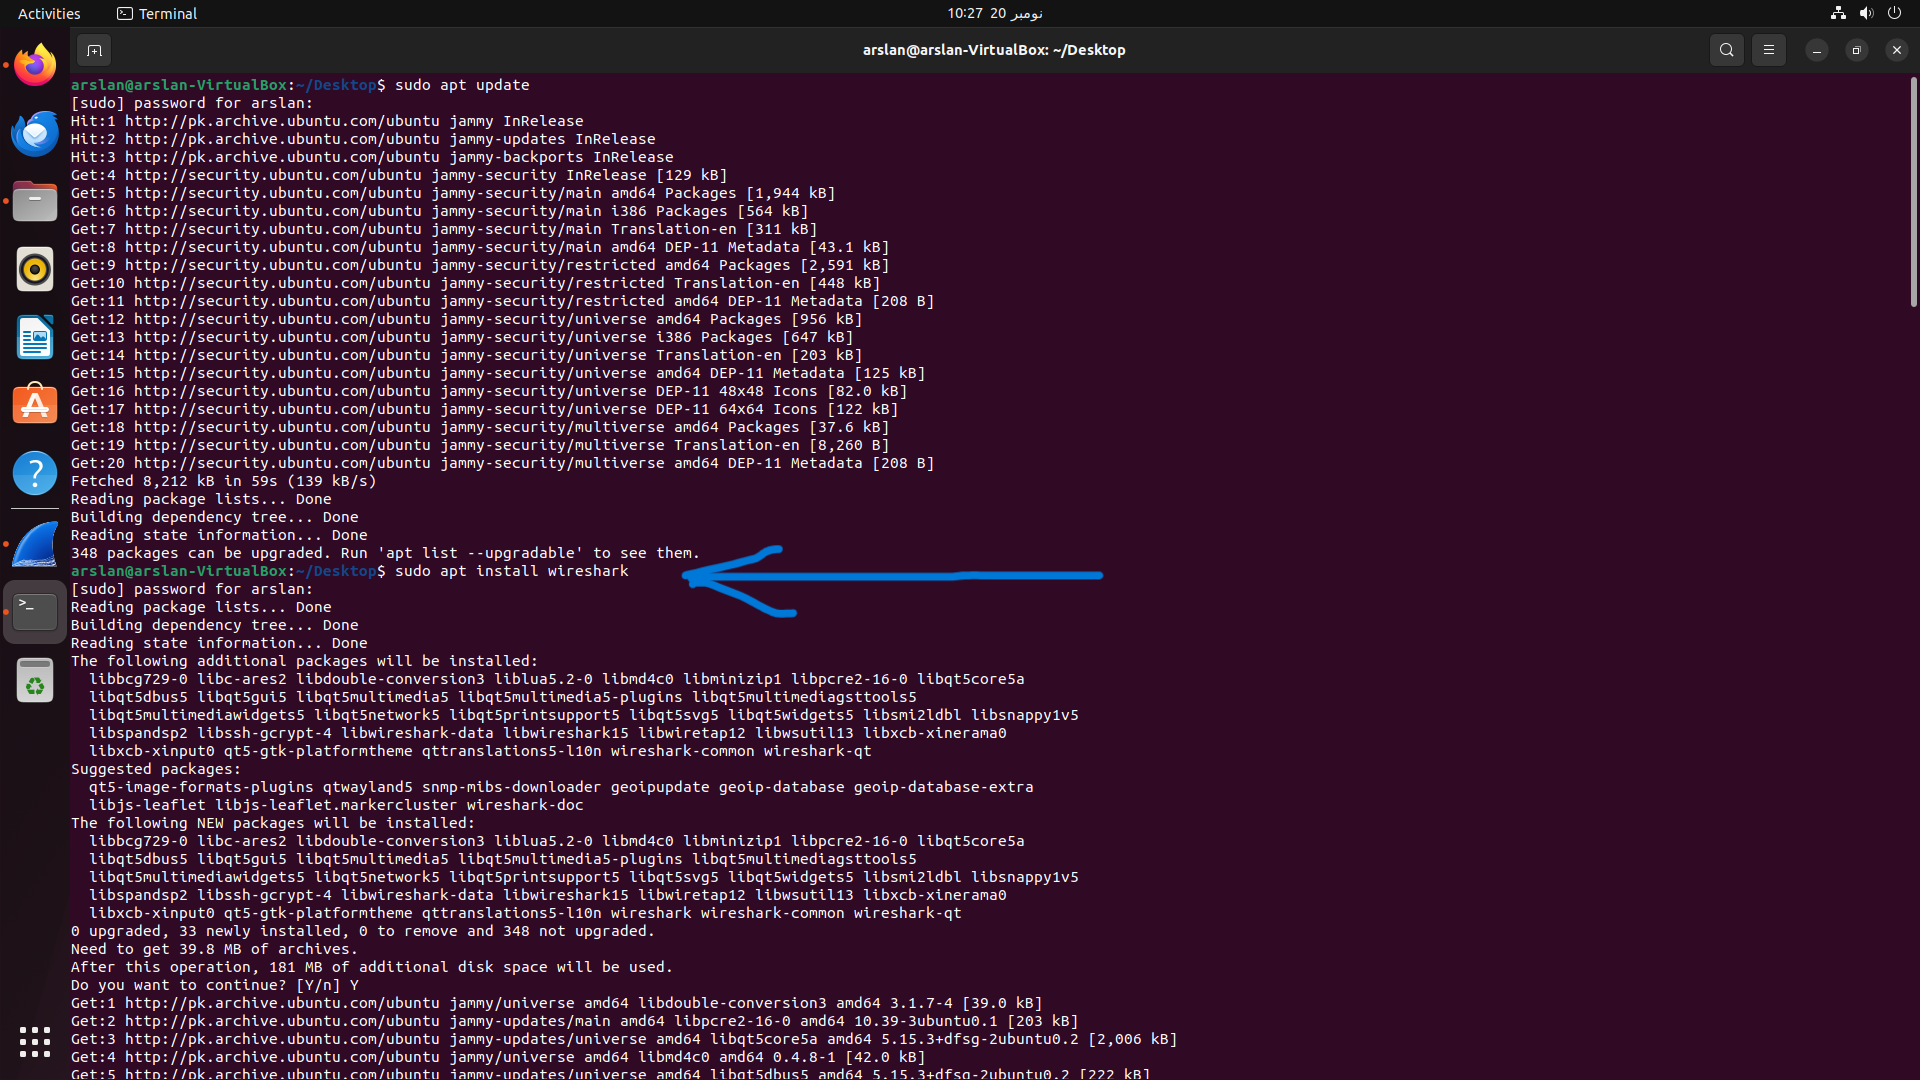 Activities
Terminal
10:27 20 نومبر
arslan@arslan-VirtualBox: ~/Desktop
arslan@arslan-VirtualBox:~/Desktop$ sudo apt update
[sudo] password for arslan:
Hit:1 http://pk.archive.ubuntu.com/ubuntu jammy InRelease
Hit:2 http://pk.archive.ubuntu.com/ubuntu jammy-updates InRelease
Hit:3 http://pk.archive.ubuntu.com/ubuntu jammy-backports InRelease
Get:4 http://security.ubuntu.com/ubuntu jammy-security InRelease [129 kB]
Get:5 http://security.ubuntu.com/ubuntu jammy-security/main amd64 Packages [1,944 kB]
Get:6 http://security.ubuntu.com/ubuntu jammy-security/main i386 Packages [564 kB]
Get:7 http://security.ubuntu.com/ubuntu jammy-security/main Translation-en [311 kB]
Get:8 http://security.ubuntu.com/ubuntu jammy-security/main amd64 DEP-11 Metadata [43.1 kB]
Get:9 http://security.ubuntu.com/ubuntu jammy-security/restricted amd64 Packages [2,591 kB]
Get:10 http://security.ubuntu.com/ubuntu jammy-security/restricted Translation-en [448 kB]
Get:11 http://security.ubuntu.com/ubuntu jammy-security/restricted amd64 DEP-11 Metadata [208 B]
Get:12 http://security.ubuntu.com/ubuntu jammy-security/universe amd64 Packages [956 kB]
Get:13 http://security.ubuntu.com/ubuntu jammy-security/universe i386 Packages [647 kB]
Get:14 http://security.ubuntu.com/ubuntu jammy-security/universe Translation-en [203 kB]
Get:15 http://security.ubuntu.com/ubuntu jammy-security/universe amd64 DEP-11 Metadata [125 kB]
Get:16 http://security.ubuntu.com/ubuntu jammy-security/universe DEP-11 48x48 Icons [82.0 kB]
Get:17 http://security.ubuntu.com/ubuntu jammy-security/universe DEP-11 64x64 Icons [122 kB]
Get:18 http://security.ubuntu.com/ubuntu jammy-security/multiverse amd64 Packages [37.6 kB]
Get:19 http://security.ubuntu.com/ubuntu jammy-security/multiverse Translation-en [8,260 B]
Get:20 http://security.ubuntu.com/ubuntu jammy-security/multiverse amd64 DEP-11 Metadata [208 B]
Fetched 8,212 kB in 59s (139 kB/s)
Reading package lists... Done
Building dependency tree... Done
Reading state information... Done
348 packages can be upgraded. Run 'apt list --upgradable' to see them.
arslan@arslan-VirtualBox:~/Desktop$ sudo apt install wireshark
[sudo] password for arslan:
Reading package lists... Done
Building dependency tree... Done
Reading state information... Done
The following additional packages will be installed:
  libbcg729-0 libc-ares2 libdouble-conversion3 liblua5.2-0 libmd4c0 libminizip1 libpcre2-16-0 libqt5core5a
  libqt5dbus5 libqt5gui5 libqt5multimedia5 libqt5multimedia5-plugins libqt5multimediagsttools5
  libqt5multimediawidgets5 libqt5network5 libqt5printsupport5 libqt5svg5 libqt5widgets5 libsmi2ldbl libsnappy1v5
  libspandsp2 libssh-gcrypt-4 libwireshark-data libwireshark15 libwiretap12 libwsutil13 libxcb-xinerama0
  libxcb-xinput0 qt5-gtk-platformtheme qttranslations5-l10n wireshark-common wireshark-qt
Suggested packages:
  qt5-image-formats-plugins qtwayland5 snmp-mibs-downloader geoipupdate geoip-database geoip-database-extra
  libjs-leaflet libjs-leaflet.markercluster wireshark-doc
The following NEW packages will be installed:
  libbcg729-0 libc-ares2 libdouble-conversion3 liblua5.2-0 libmd4c0 libminizip1 libpcre2-16-0 libqt5core5a
  libqt5dbus5 libqt5gui5 libqt5multimedia5 libqt5multimedia5-plugins libqt5multimediagsttools5
  libqt5multimediawidgets5 libqt5network5 libqt5printsupport5 libqt5svg5 libqt5widgets5 libsmi2ldbl libsnappy1v5
  libspandsp2 libssh-gcrypt-4 libwireshark-data libwireshark15 libwiretap12 libwsutil13 libxcb-xinerama0
  libxcb-xinput0 qt5-gtk-platformtheme qttranslations5-l10n wireshark wireshark-common wireshark-qt
0 upgraded, 33 newly installed, 0 to remove and 348 not upgraded.
Need to get 39.8 MB of archives.
After this operation, 181 MB of additional disk space will be used.
Do you want to continue? [Y/n] Y
Get:1 http://pk.archive.ubuntu.com/ubuntu jammy/universe amd64 libdouble-conversion3 amd64 3.1.7-4 [39.0 kB]
Get:2 http://pk.archive.ubuntu.com/ubuntu jammy-updates/main amd64 libpcre2-16-0 amd64 10.39-3ubuntu0.1 [203 kB]
Get:3 http://pk.archive.ubuntu.com/ubuntu jammy-updates/universe amd64 libqt5core5a amd64 5.15.3+dfsg-2ubuntu0.2 [2,006 kB]
Get:4 http://pk.archive.ubuntu.com/ubuntu jammy/universe amd64 libmd4c0 amd64 0.4.8-1 [42.0 kB]
Get:5 http://pk.archive.ubuntu.com/ubuntu jammy-updates/universe amd64 libqt5dbus5 amd64 5.15.3+dfsg-2ubuntu0.2 [222 kB]